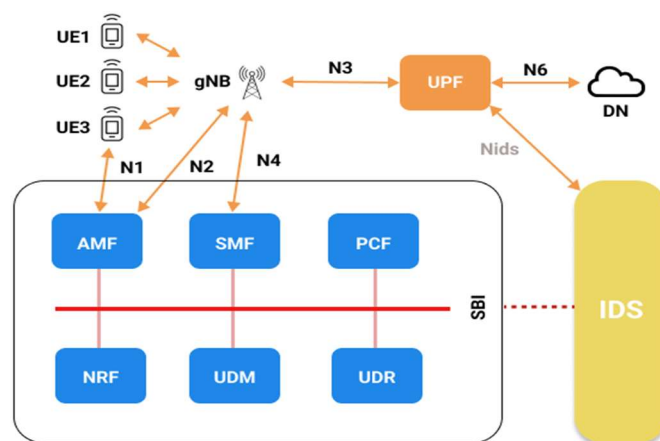 UE1
UE2
UE3
gNB
N3
UPF
N6
DN
Nids
N1
N2
N4
AMF
SMF
PCF
SBI
IDS
NRF
UDM
UDR